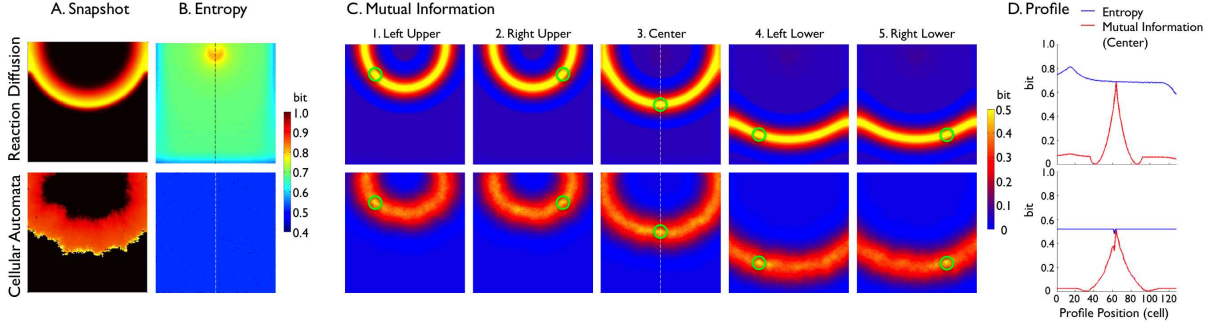 A. Snapshot
B. Entropy
C. Mutual Information
D. Profile
Entropy
Mutual Information
(Center)
1. Left Upper
2. Right Upper
3. Center
4. Left Lower
5. Right Lower
Reaction Diffusion
Cellular Automata
bit
1.0
0.9
0.8
0.7
0.6
0.5
0.4
bit
0.5
0.4
0.3
0.2
0.1
0
bit
1.0
0.8
0.6
0.4
0.2
0
bit
1.0
0.8
0.6
0.4
0.2
0
0 20 40 60 80 100 120
Profile Position (cell)